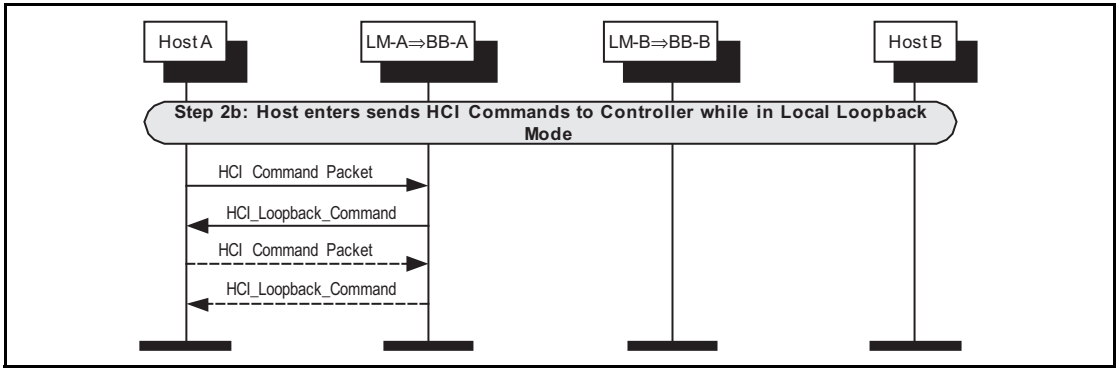 Host A
LM-A⇒BB-A
LM-B⇒BB-B
Host B
Step 2b: Host enters sends HCI Commands to Controller while in Local Loopback
Mode
HCI Command Packet
HCI_Loopback_Command
HCI Command Packet
HCI_Loopback_Command